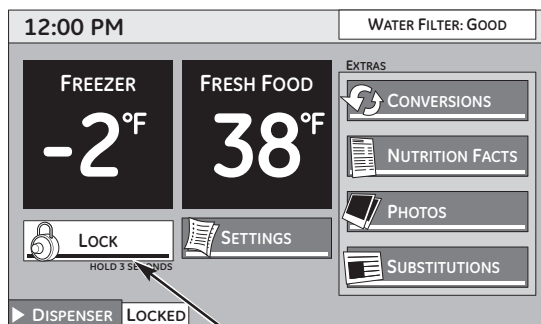 12:00 PM
WATER FILTER: GOOD
FREEZER
-2°F
FRESH FOOD
38°F
EXTRAS
CONVERSIONS
NUTRITION FACTS
PHOTOS
SUBSTITUTIONS
LOCK
HOLD 3 SECONDS
SETTINGS
DISPENSER
LOCKED